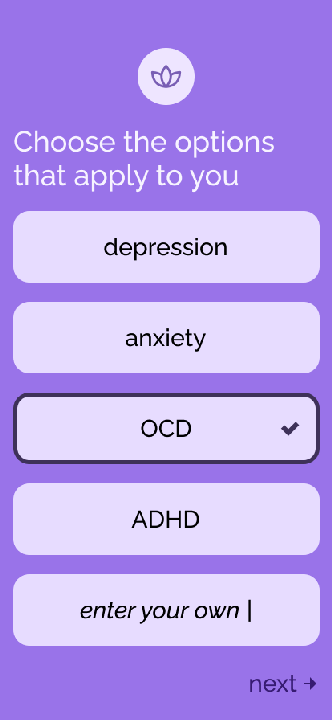 Choose the options
that apply to you
depression
anxiety
OCD
ADHD
enter your own |
next